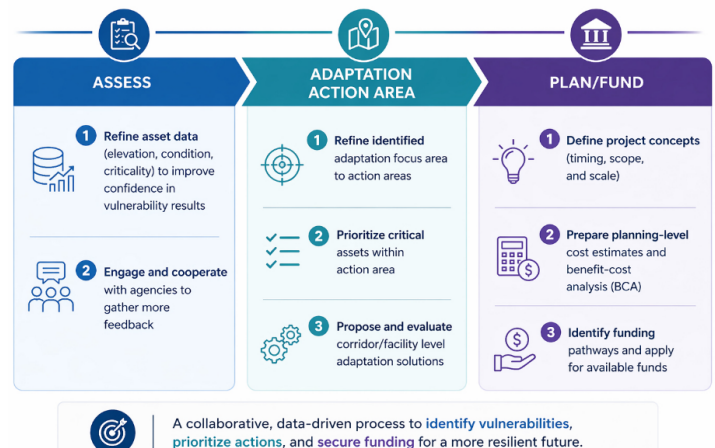 ASSESS
1
Refine asset data
(elevation, condition,
criticality) to improve
confidence in
vulnerability results
2
Engage and cooperate
with agencies to
gather more
feedback
ADAPTATION
ACTION AREA
1
Refine identified
adaptation focus area
to action areas
2
Prioritize critical
assets within
action area
3
Propose and evaluate
corridor/facility level
adaptation solutions
PLAN/FUND
1
Define project concepts
(timing, scope,
and scale)
2
Prepare planning-level
cost estimates and
benefit-cost
analysis (BCA)
$
3
Identify funding
pathways and apply
for available funds
$
A collaborative, data-driven process to identify vulnerabilities,
prioritize actions, and secure funding for a more resilient future.